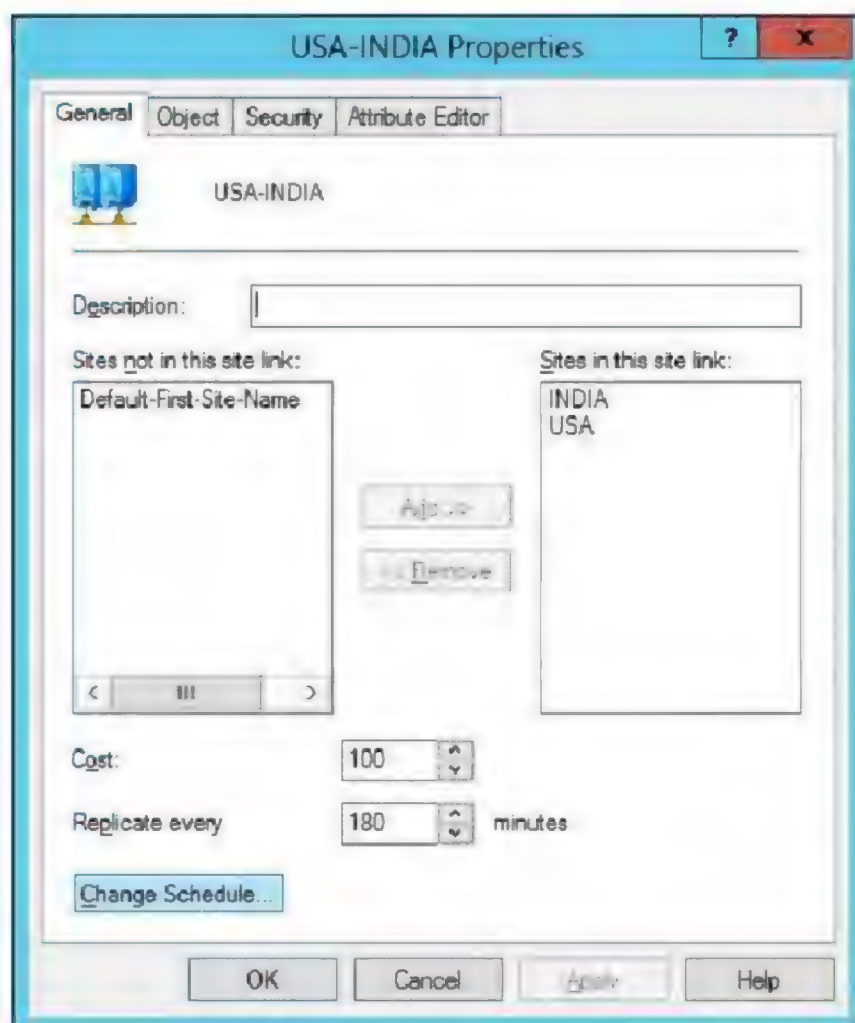 USA-INDIA Properties
?
x
General
Object
Security
Attribute Editor
USA-INDIA
Description:
Sites not in this site link:
Default-First-Site-Name
Sites in this site link:
INDIA
USA
Remove
Cost:
100
Replicate every
180
minutes
Change Schedule...
OK
Cancel
Apply
Help